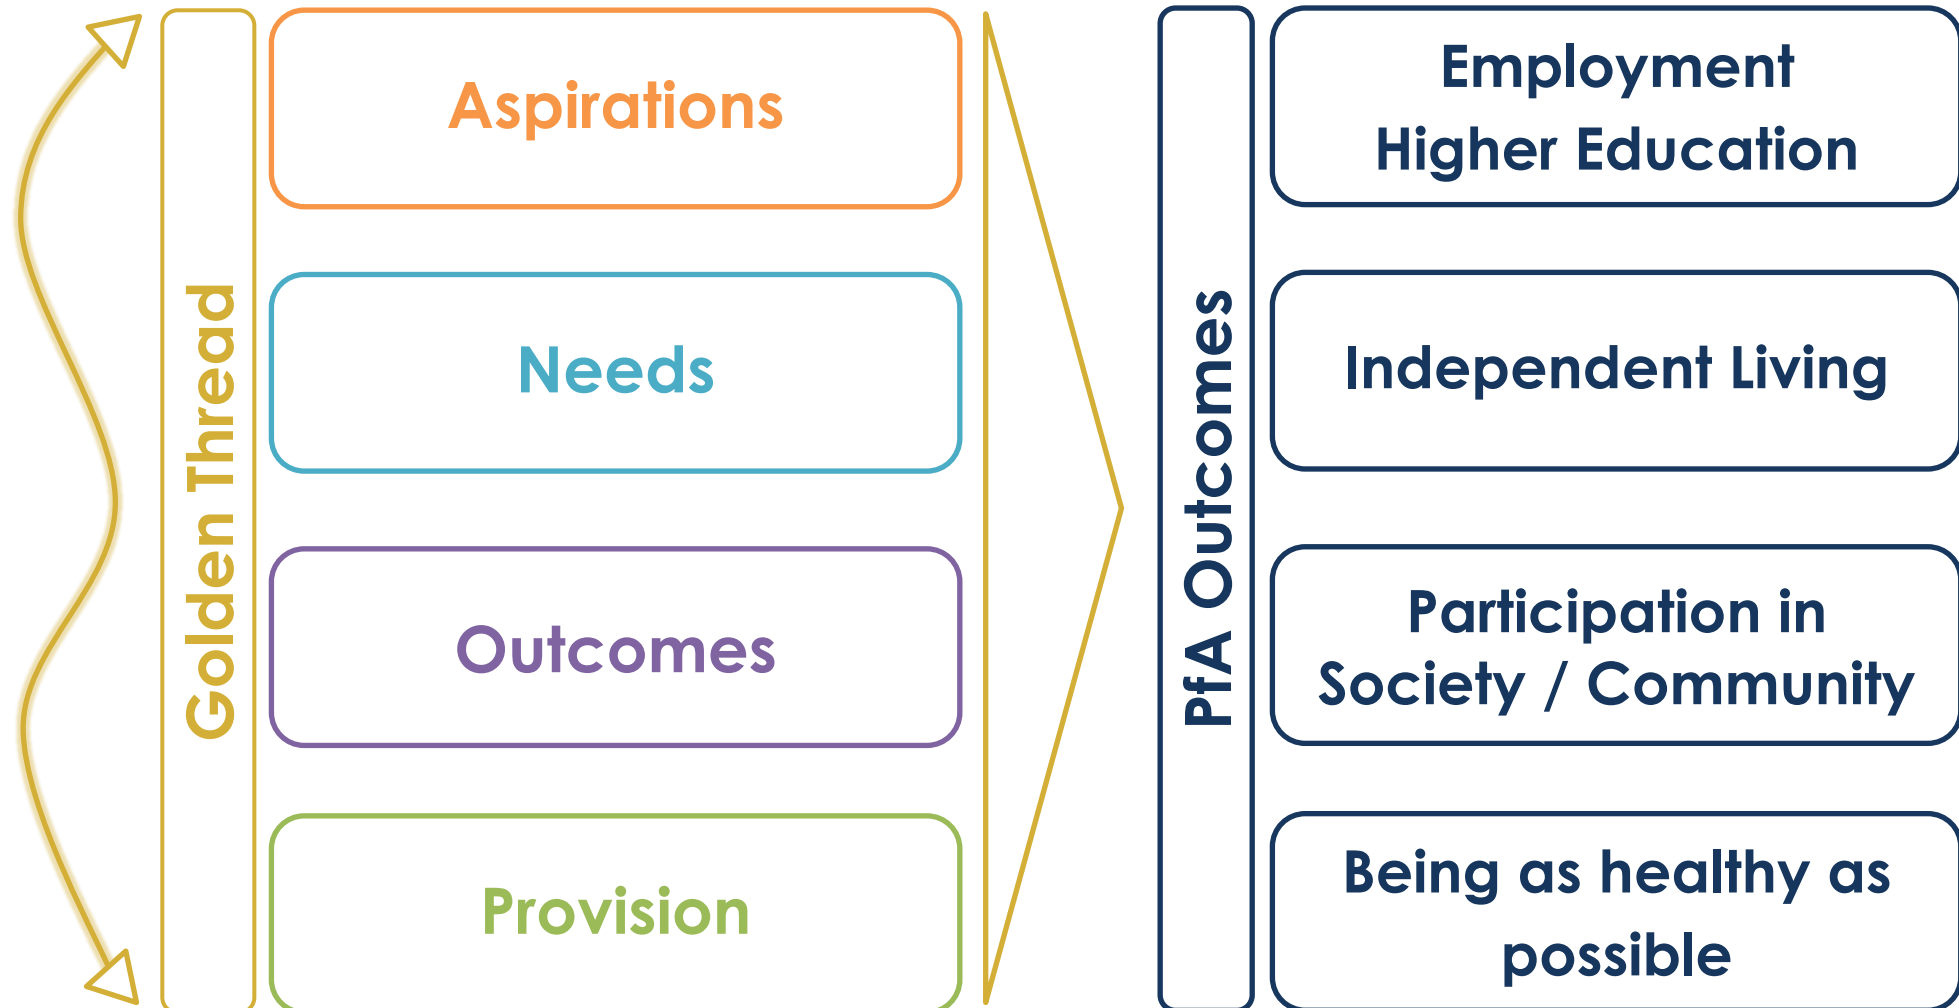 Golden Thread
Aspirations
Needs
Outcomes
Provision
PfA Outcomes
Employment
Higher Education
Independent Living
Participation in
Society / Community
Being as healthy as
possible